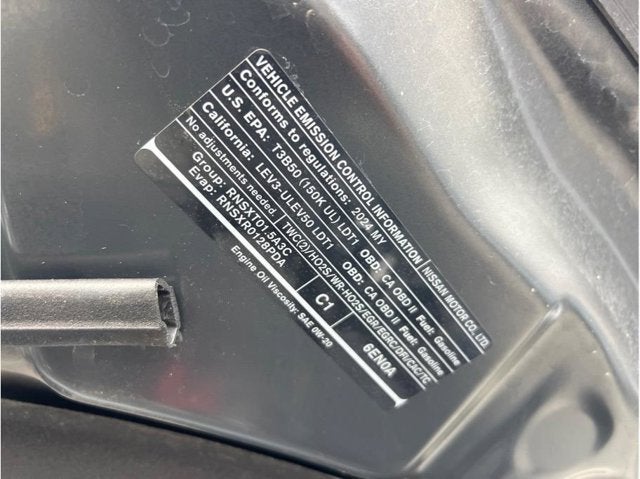 VEHICLE EMISSION CONTROL INFORMATION NISSAN MOTOR CO., LTD.
Conforms to regulations: 2024 MY
U.S. EPA: T3B50 (150K UL) LDT1 OBD: CA OBD II Fuel: Gasoline
California: LEV3-ULEV50 LDT1 OBD: CA OBD II Fuel: Gasoline
No adjustments needed. TWC(2)/HO2S/WR-HO2S/EGR/EGRC/DFI/CAC/TC
Group: RNSXT01.5A3C
Evap: RNSXR0128PDA C1 6EN0A
Engine Oil Viscosity: SAE 0W-20